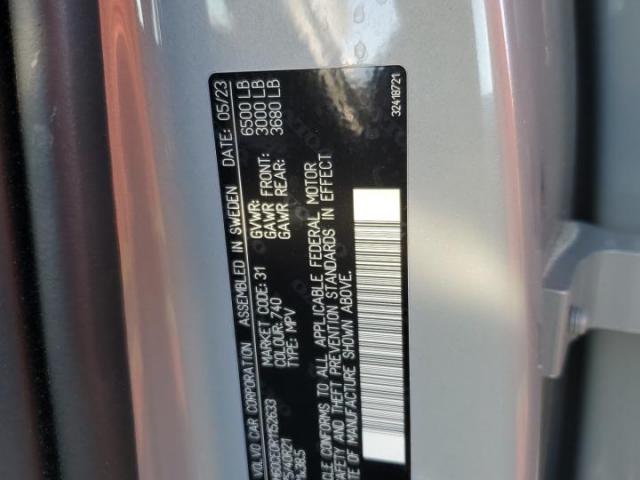 VOLVO CAR CORPORATION ASSEMBLED IN SWEDEN DATE: 05/23
MARKET CODE: 31 GVWR: 6500 LB
COLOUR: 740 GAWR FRONT: 3000 LB
TYPE: MPV GAWR REAR: 3680 LB
CONFORMS TO ALL APPLICABLE FEDERAL MOTOR
SAFETY AND THEFT PREVENTION STANDARDS IN EFFECT
OF MANUFACTURE SHOWN ABOVE.
32418721